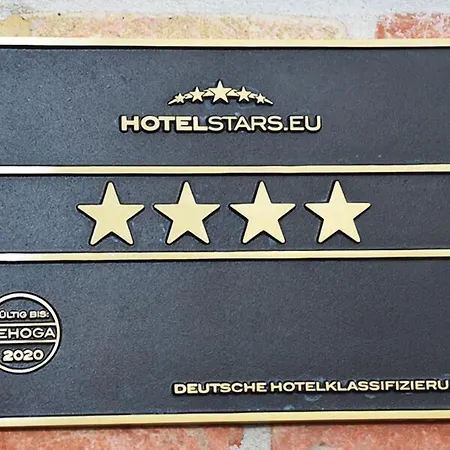 HOTELSTARS.EU
ÜLTIG BIS:
EHOGA
2020
DEUTSCHE HOTELKLASSIFIZIERU